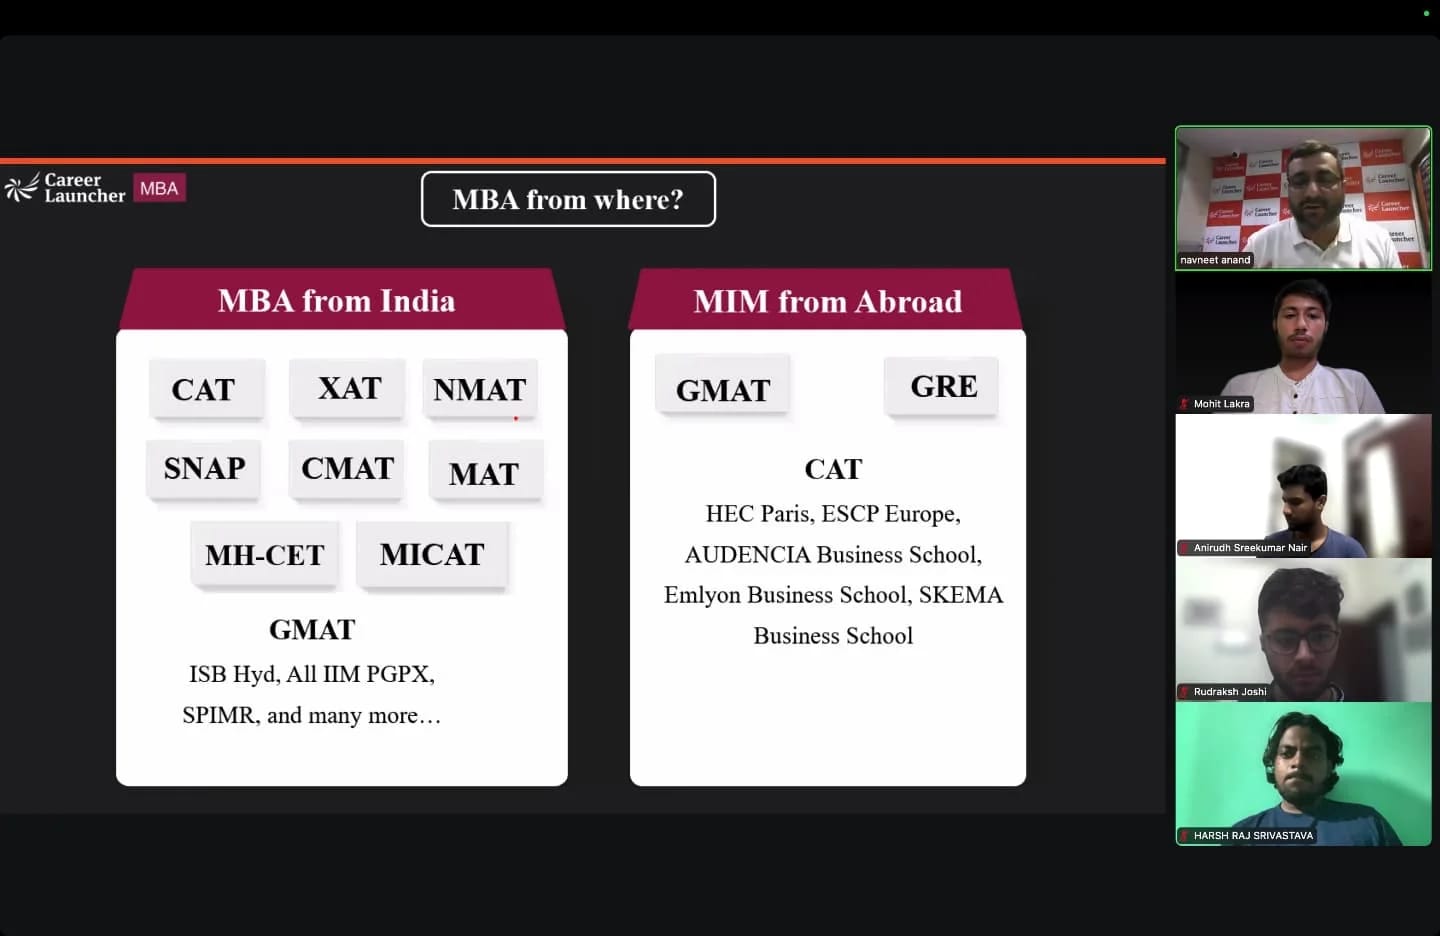 Career
Launcher
MBA
MBA from where?
MBA from India
CAT
XAT
NMAT
SNAP
CMAT
MAT
MH-CET
MICAT
GMAT
ISB Hyd, All IIM PGPX,
SPIMR, and many more…
MIM from Abroad
GMAT
GRE
CAT
HEC Paris, ESCP Europe,
AUDENCIA Business School,
Emlyon Business School, SKEMA
Business School
navneet anand
Mohit Lakra
Anirudh Sreekumar Nair
Rudraksh Joshi
HARSH RAJ SRIVASTAVA